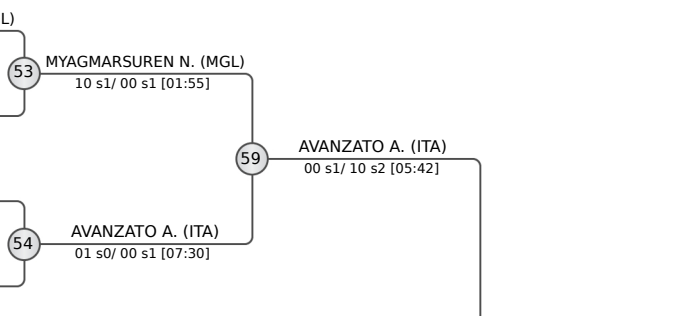 L)
53
MYAGMARSUREN N. (MGL)
10 s1/ 00 s1 [01:55]
59
AVANZATO A. (ITA)
00 s1/ 10 s2 [05:42]
54
AVANZATO A. (ITA)
01 s0/ 00 s1 [07:30]